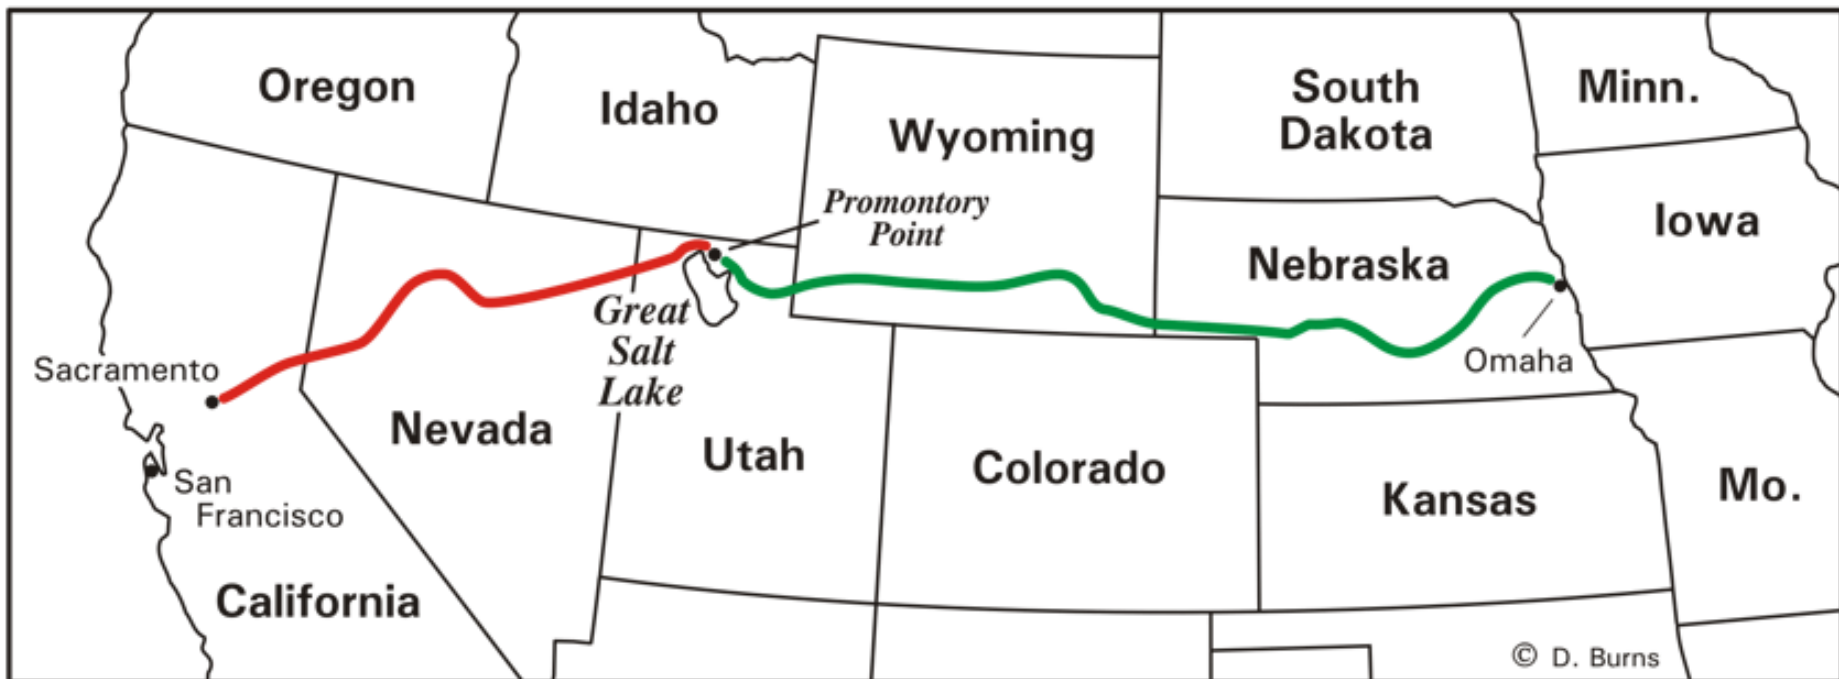 Oregon
Idaho
Wyoming
South
Dakota
Minn.
Iowa
Promontory
Point
Nebraska
Great
Salt
Lake
Sacramento
Omaha
Nevada
Utah
Colorado
Kansas
Mo.
San
Francisco
California
© D. Burns